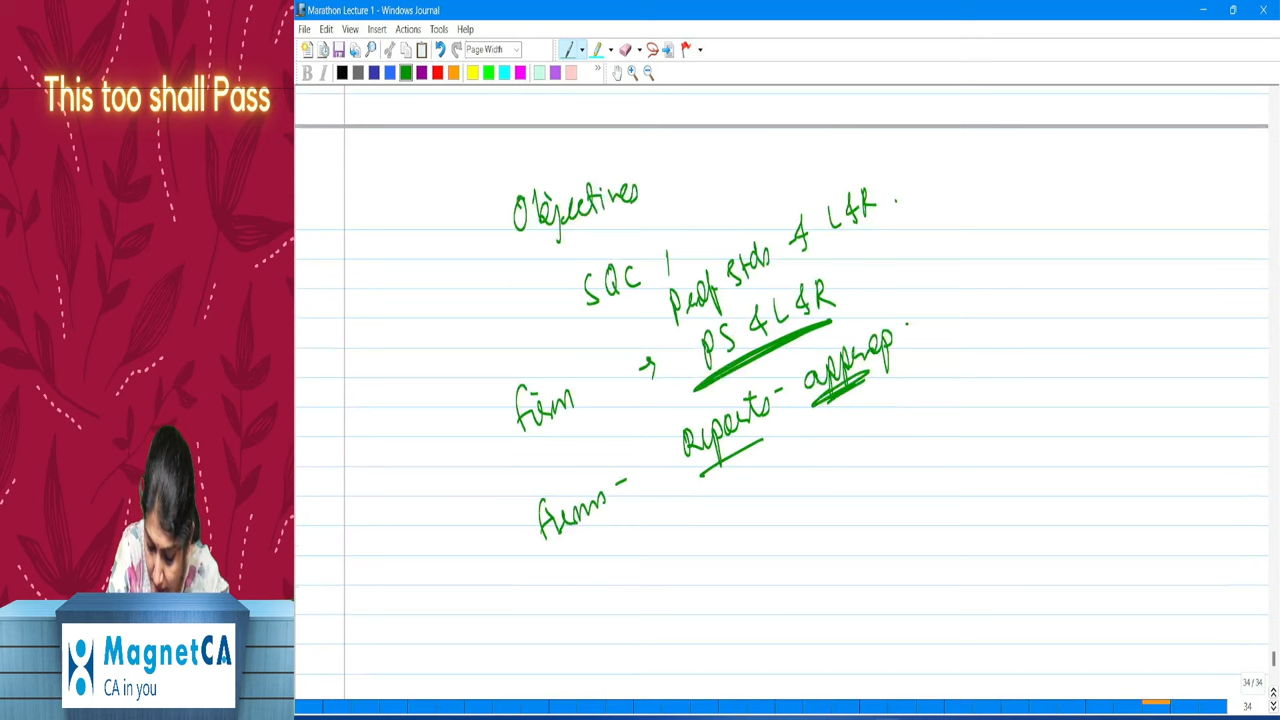 This too shall Pass
Marathon Lecture 1 - Windows Journal
File Edit View Insert Actions Tools Help
Page Width
B I
Objectives
SQC Prof Stds & L&R.
PS & L&R
firm
reports- approp.
firms-
MagnetCA
CA in you
34 / 34
34